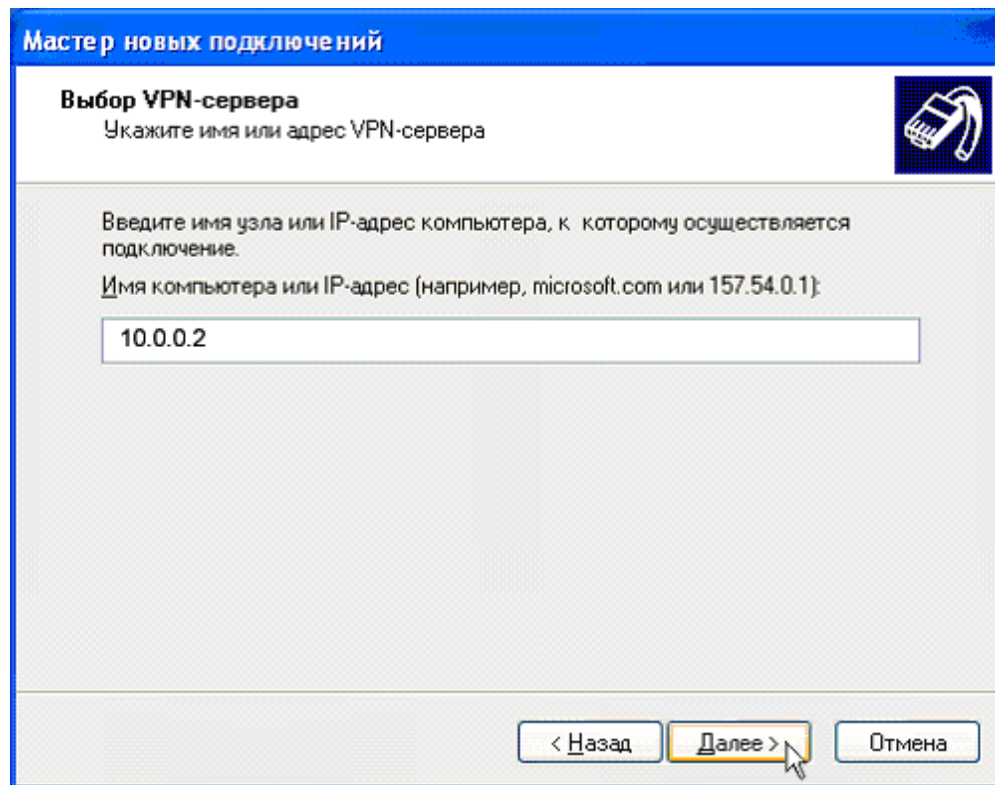 Мастер новых подключений
Выбор VPN-сервера
Укажите имя или адрес VPN-сервера
Введите имя узла или IP-адрес компьютера, к которому осуществляется
подключение.
Имя компьютера или IP-адрес (например, microsoft.com или 157.54.0.1):
10.0.0.2
< Назад
Далее >
Отмена